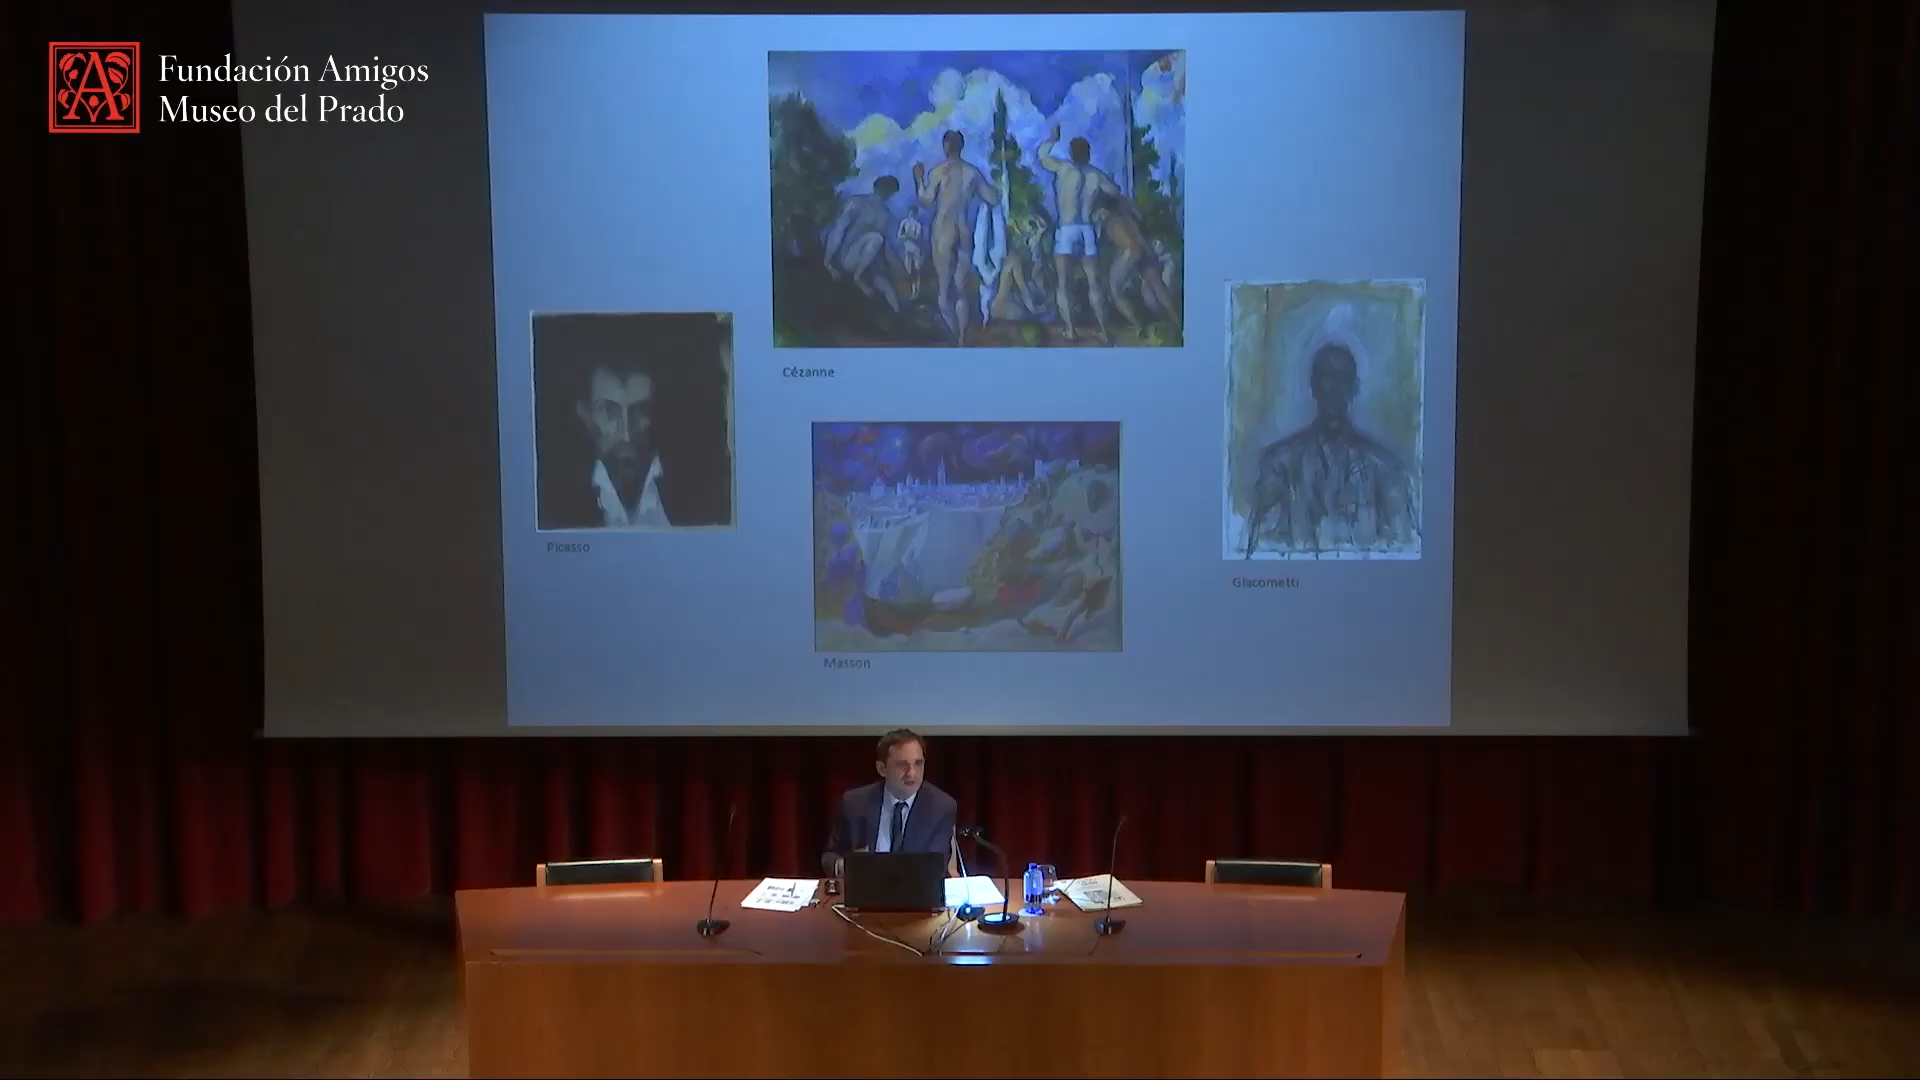 Fundación Amigos
Museo del Prado
Cézanne
Picasso
Giacometti
Masson